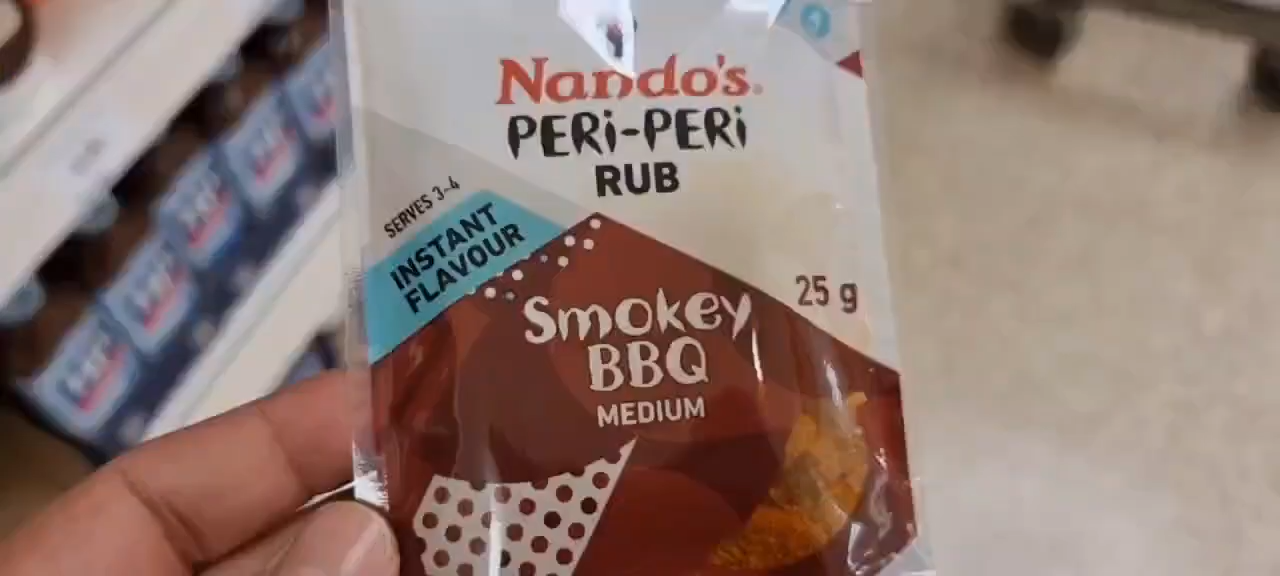 Nando's.
PERi-PERi
RUB
SERVES 3-4
INSTANT
FLAVOUR
25 g
Smokey
BBQ
MEDIUM